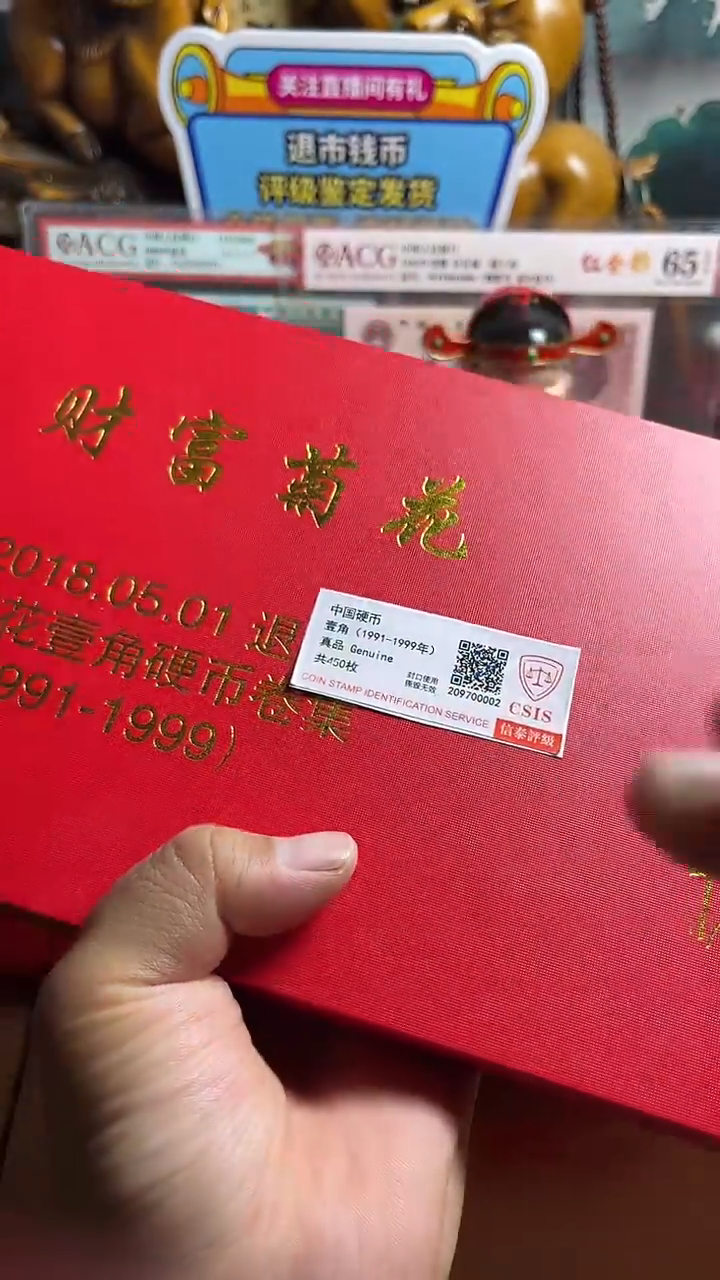 关注直播间有礼
退市钱币
评级鉴定发货
ACG
ACG
65
财富菊花
2018.05.01 退
花壹角硬币卷集
991-1999)
中国硬币
壹角 (1991-1999年)
真品 Genuine
共450枚
封口使用
撕毁无效
209700002
COIN STAMP IDENTIFICATION SERVICE
CSIS
信泰评級